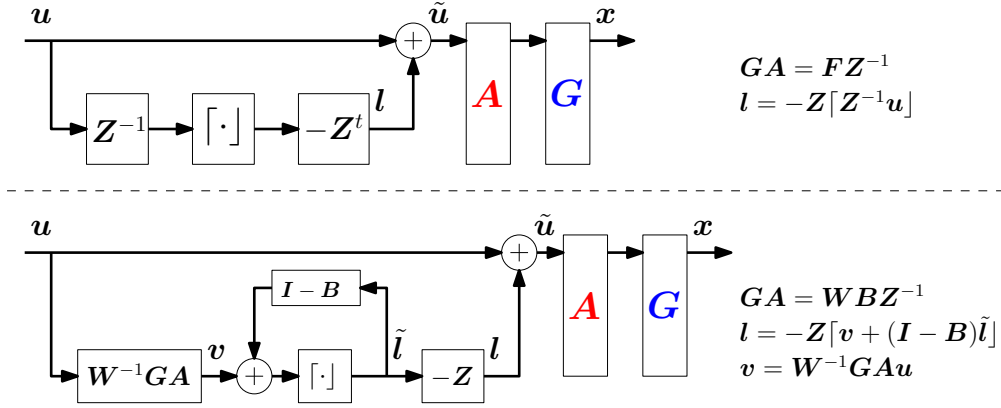 u ũ x
l
Z⁻¹ ⌈·⌋ −Zᵗ A G
GA = FZ⁻¹
l = −Z⌈Z⁻¹u⌋
u ũ x
I − B
v l̃ l
W⁻¹GA ⌈·⌋ −Z A G
GA = WBZ⁻¹
l = −Z⌈v + (I − B)l̃⌋
v = W⁻¹GAu